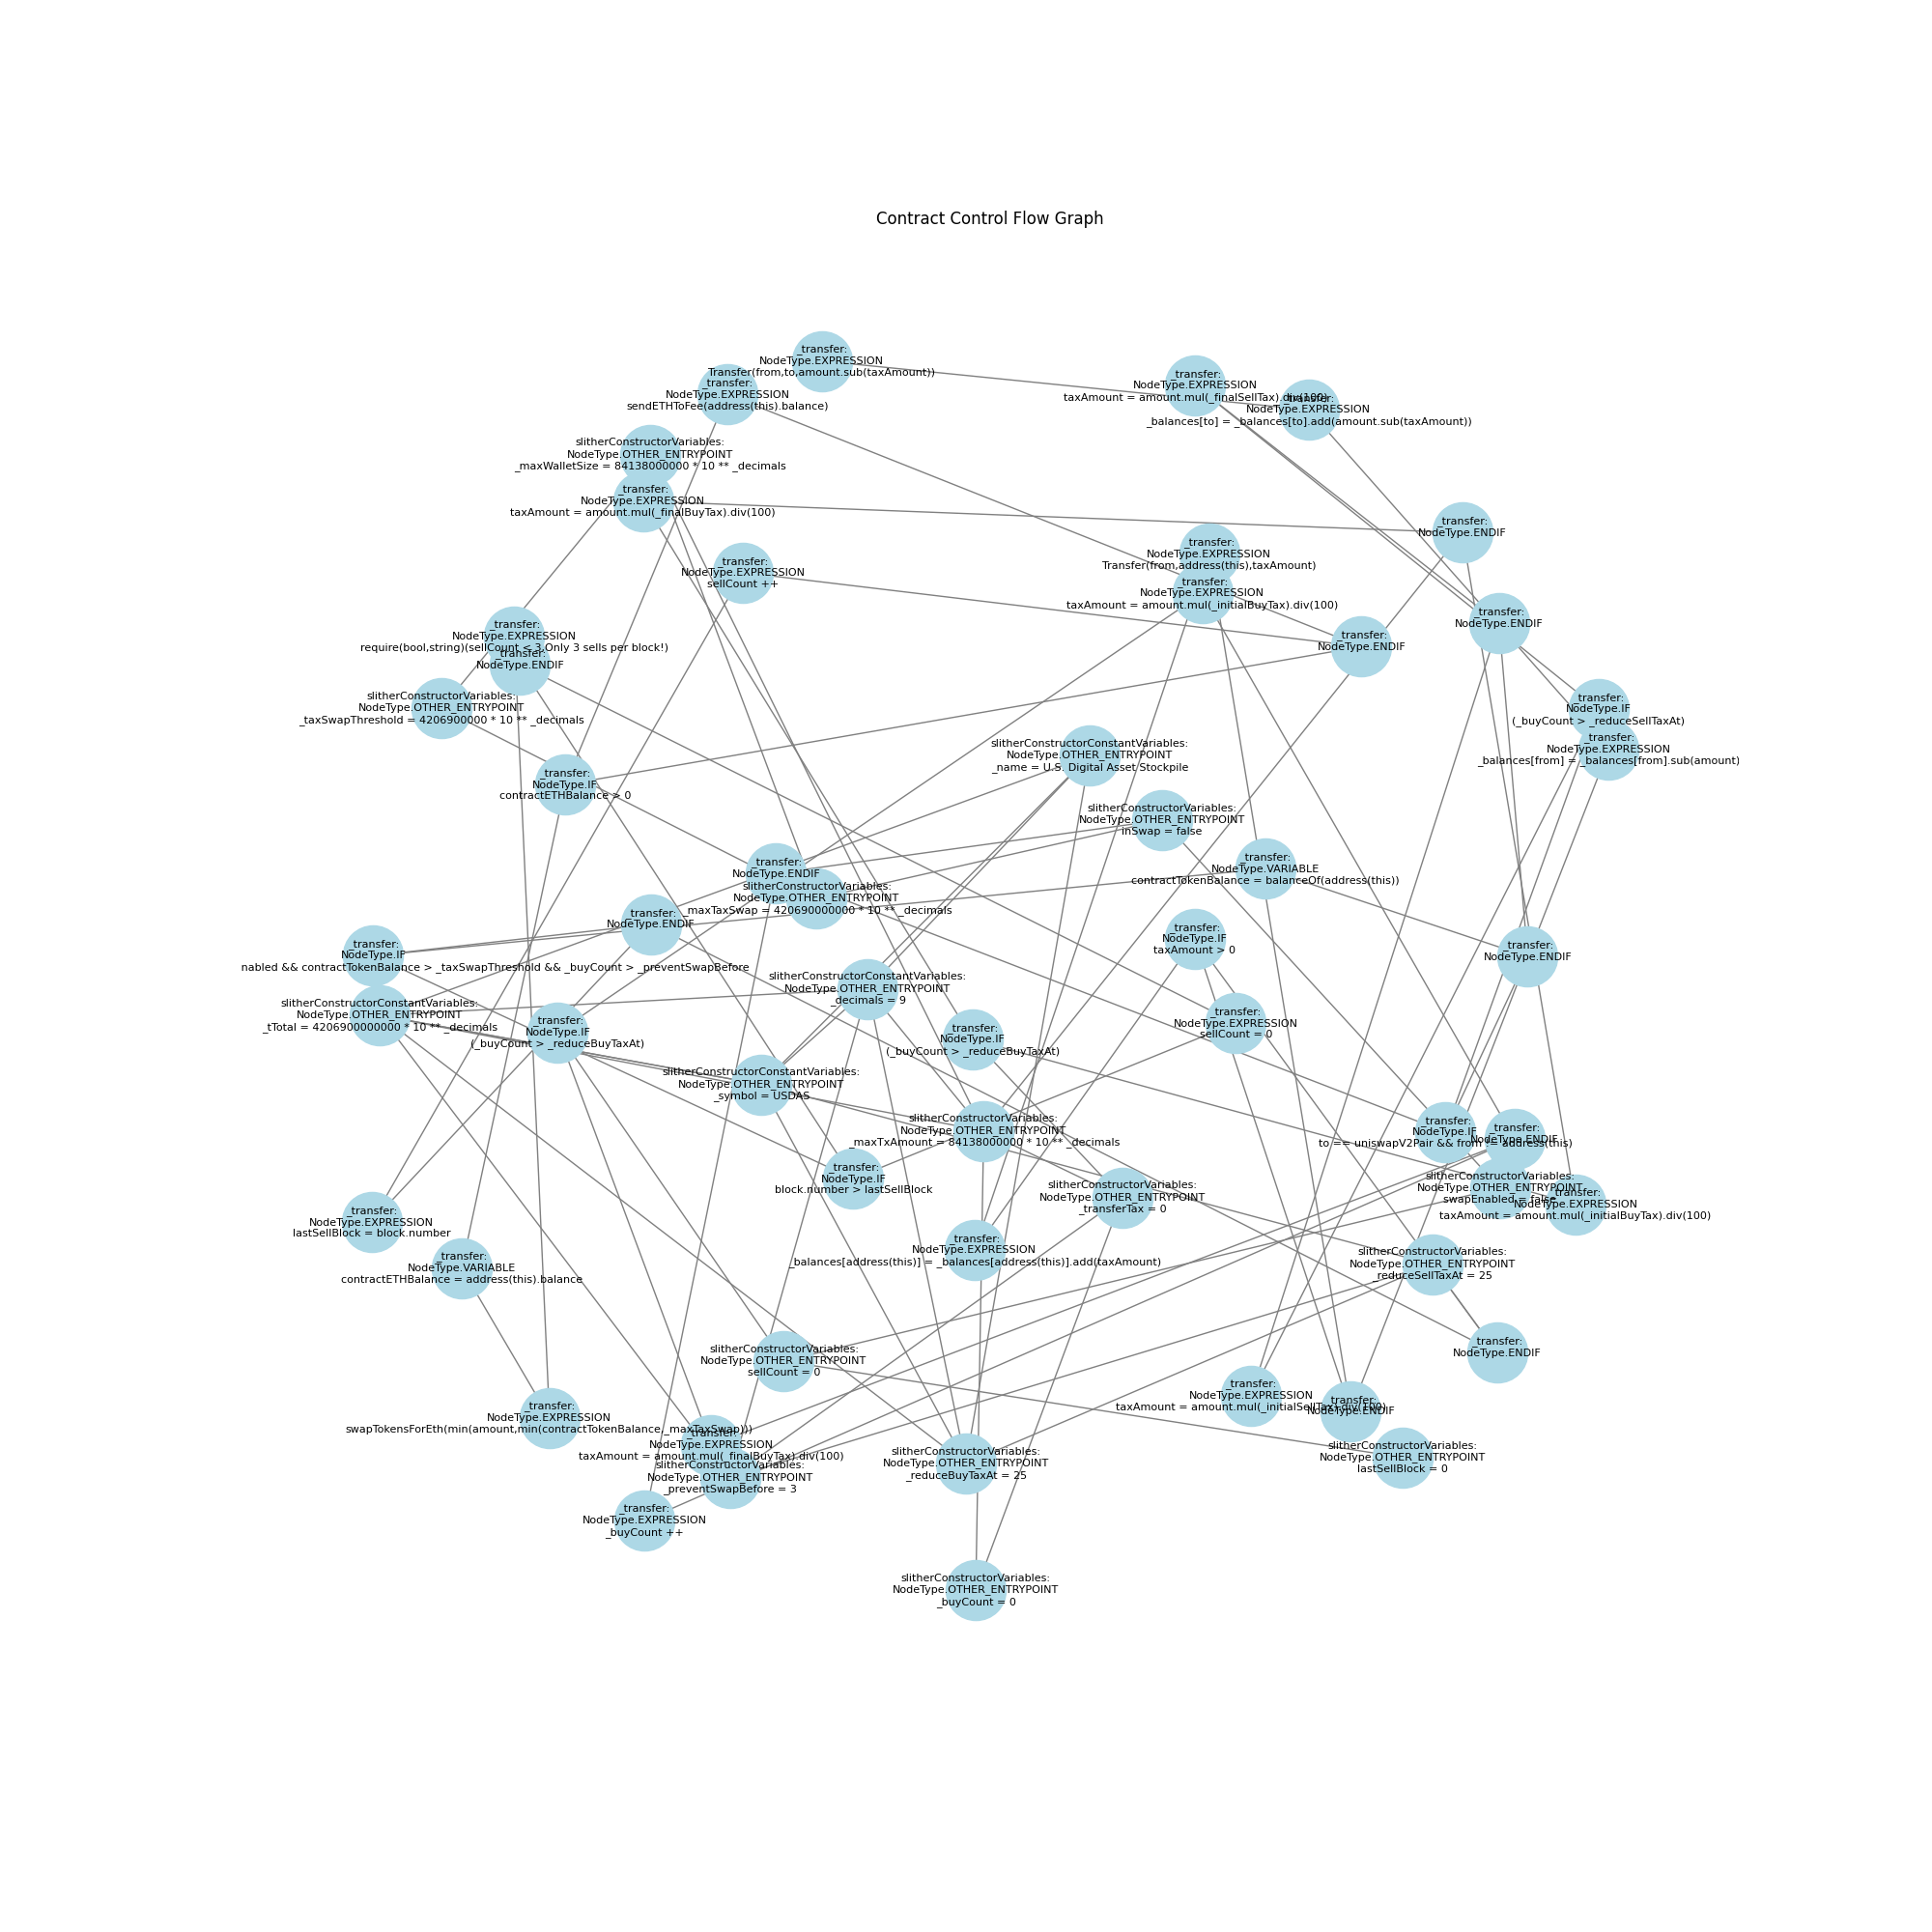 Contract Control Flow Graph
_transfer:
NodeType.EXPRESSION
Transfer(from,to,amount.sub(taxAmount))
_transfer:
NodeType.EXPRESSION
sendETHToFee(address(this).balance)
_transfer:
NodeType.EXPRESSION
taxAmount = amount.mul(_finalSellTax).div(100)
_transfer:
NodeType.EXPRESSION
_balances[to] = _balances[to].add(amount.sub(taxAmount))
slitherConstructorVariables:
NodeType.OTHER_ENTRYPOINT
_maxWalletSize = 84138000000 * 10 ** _decimals
_transfer:
NodeType.EXPRESSION
taxAmount = amount.mul(_finalBuyTax).div(100)
_transfer:
NodeType.ENDIF
_transfer:
NodeType.EXPRESSION
Transfer(from,address(this),taxAmount)
_transfer:
NodeType.EXPRESSION
sellCount ++
_transfer:
NodeType.EXPRESSION
taxAmount = amount.mul(_initialBuyTax).div(100)
_transfer:
NodeType.ENDIF
_transfer:
NodeType.EXPRESSION
require(bool,string)(sellCount < 3,Only 3 sells per block!)
_transfer:
NodeType.ENDIF
_transfer:
NodeType.ENDIF
slitherConstructorVariables:
NodeType.OTHER_ENTRYPOINT
_taxSwapThreshold = 4206900000 * 10 ** _decimals
_transfer:
NodeType.IF
(_buyCount > _reduceSellTaxAt)
_transfer:
NodeType.EXPRESSION
_balances[from] = _balances[from].sub(amount)
slitherConstructorConstantVariables:
NodeType.OTHER_ENTRYPOINT
_name = U.S. Digital Asset Stockpile
_transfer:
NodeType.IF
contractETHBalance > 0
slitherConstructorVariables:
NodeType.OTHER_ENTRYPOINT
inSwap = false
_transfer:
NodeType.ENDIF
_transfer:
NodeType.VARIABLE
contractTokenBalance = balanceOf(address(this))
slitherConstructorVariables:
NodeType.OTHER_ENTRYPOINT
_maxTaxSwap = 420690000000 * 10 ** _decimals
_transfer:
NodeType.ENDIF
_transfer:
NodeType.IF
taxAmount > 0
_transfer:
NodeType.IF
nabled && contractTokenBalance > _taxSwapThreshold && _buyCount > _preventSwapBefore
_transfer:
NodeType.ENDIF
slitherConstructorConstantVariables:
NodeType.OTHER_ENTRYPOINT
_decimals = 9
slitherConstructorConstantVariables:
NodeType.OTHER_ENTRYPOINT
_tTotal = 4206900000000 * 10 ** _decimals
_transfer:
NodeType.IF
(_buyCount > _reduceBuyTaxAt)
_transfer:
NodeType.IF
(_buyCount > _reduceBuyTaxAt)
_transfer:
NodeType.EXPRESSION
sellCount = 0
slitherConstructorConstantVariables:
NodeType.OTHER_ENTRYPOINT
_symbol = USDAS
slitherConstructorVariables:
NodeType.OTHER_ENTRYPOINT
_maxTxAmount = 84138000000 * 10 ** _decimals
_transfer:
NodeType.IF
to == uniswapV2Pair && from != address(this)
_transfer:
NodeType.ENDIF
_transfer:
NodeType.IF
block.number > lastSellBlock
slitherConstructorVariables:
NodeType.OTHER_ENTRYPOINT
_transferTax = 0
slitherConstructorVariables:
NodeType.OTHER_ENTRYPOINT
swapEnabled = false
_transfer:
NodeType.EXPRESSION
taxAmount = amount.mul(_initialBuyTax).div(100)
_transfer:
NodeType.EXPRESSION
lastSellBlock = block.number
_transfer:
NodeType.EXPRESSION
_balances[address(this)] = _balances[address(this)].add(taxAmount)
_transfer:
NodeType.VARIABLE
contractETHBalance = address(this).balance
slitherConstructorVariables:
NodeType.OTHER_ENTRYPOINT
_reduceSellTaxAt = 25
_transfer:
NodeType.ENDIF
slitherConstructorVariables:
NodeType.OTHER_ENTRYPOINT
sellCount = 0
_transfer:
NodeType.EXPRESSION
taxAmount = amount.mul(_initialSellTax).div(100)
_transfer:
NodeType.ENDIF
_transfer:
NodeType.EXPRESSION
swapTokensForEth(min(amount,min(contractTokenBalance,_maxTaxSwap)))
_transfer:
NodeType.EXPRESSION
taxAmount = amount.mul(_finalBuyTax).div(100)
slitherConstructorVariables:
NodeType.OTHER_ENTRYPOINT
_preventSwapBefore = 3
slitherConstructorVariables:
NodeType.OTHER_ENTRYPOINT
_reduceBuyTaxAt = 25
slitherConstructorVariables:
NodeType.OTHER_ENTRYPOINT
lastSellBlock = 0
_transfer:
NodeType.EXPRESSION
_buyCount ++
slitherConstructorVariables:
NodeType.OTHER_ENTRYPOINT
_buyCount = 0